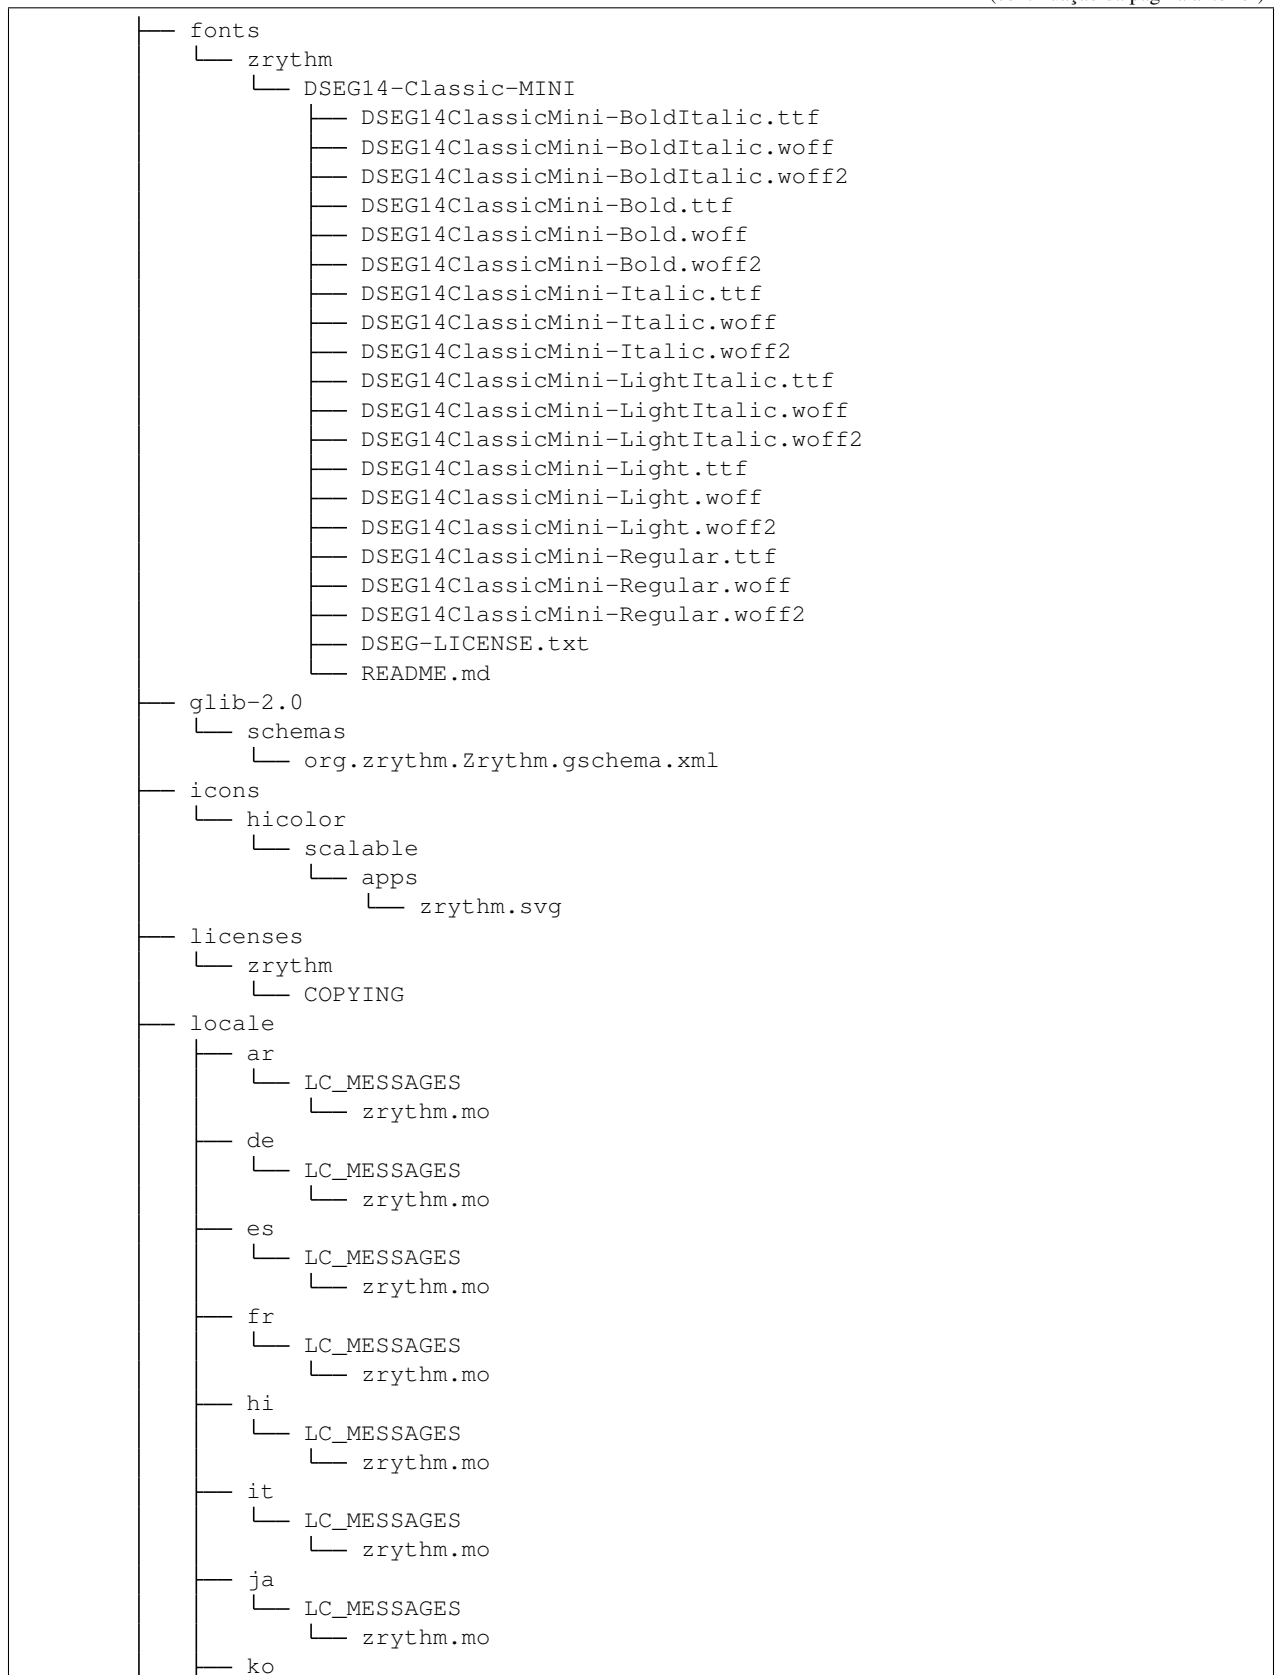 fonts
zrythm
DSEG14-Classic-MINI
DSEG14ClassicMini-BoldItalic.ttf
DSEG14ClassicMini-BoldItalic.woff
DSEG14ClassicMini-BoldItalic.woff2
DSEG14ClassicMini-Bold.ttf
DSEG14ClassicMini-Bold.woff
DSEG14ClassicMini-Bold.woff2
DSEG14ClassicMini-Italic.ttf
DSEG14ClassicMini-Italic.woff
DSEG14ClassicMini-Italic.woff2
DSEG14ClassicMini-LightItalic.ttf
DSEG14ClassicMini-LightItalic.woff
DSEG14ClassicMini-LightItalic.woff2
DSEG14ClassicMini-Light.ttf
DSEG14ClassicMini-Light.woff
DSEG14ClassicMini-Light.woff2
DSEG14ClassicMini-Regular.ttf
DSEG14ClassicMini-Regular.woff
DSEG14ClassicMini-Regular.woff2
DSEG-LICENSE.txt
README.md
glib-2.0
schemas
org.zrythm.Zrythm.gschema.xml
icons
hicolor
scalable
apps
zrythm.svg
licenses
zrythm
COPYING
locale
ar
LC_MESSAGES
zrythm.mo
de
LC_MESSAGES
zrythm.mo
es
LC_MESSAGES
zrythm.mo
fr
LC_MESSAGES
zrythm.mo
hi
LC_MESSAGES
zrythm.mo
it
LC_MESSAGES
zrythm.mo
ja
LC_MESSAGES
zrythm.mo
ko